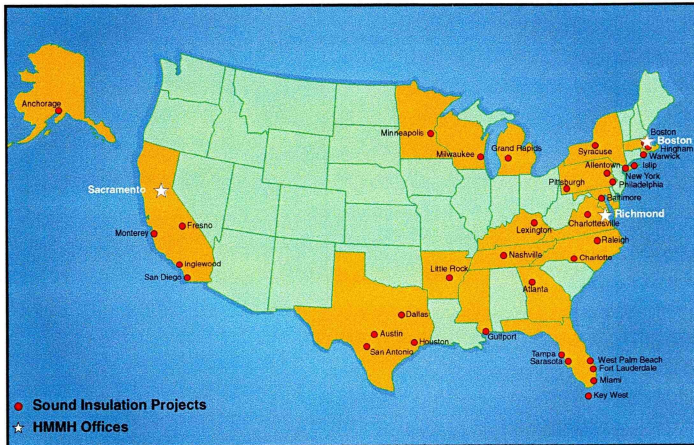 Anchorage
Minneapolis
Milwaukee
Grand Rapids
Syracuse
Boston
Boston
Hingham
Warwick
Islip
Allentown
New York
Philadelphia
Pittsburgh
Baltimore
Sacramento
Richmond
Charlottesville
Fresno
Monterey
Lexington
Raleigh
Nashville
Charlotte
Inglewood
San Diego
Little Rock
Atlanta
Dallas
Austin
Houston
San Antonio
Gulfport
Tampa
Sarasota
West Palm Beach
Fort Lauderdale
Miami
Key West
Sound Insulation Projects
HMMH Offices